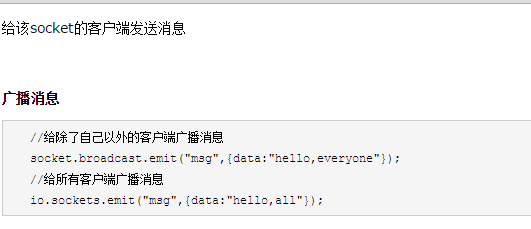 给该socket的客户端发送消息
广播消息
//给除了自己以外的客户端广播消息
socket.broadcast.emit("msg",{data:"hello,everyone"});
//给所有客户端广播消息
io.sockets.emit("msg",{data:"hello,all"});